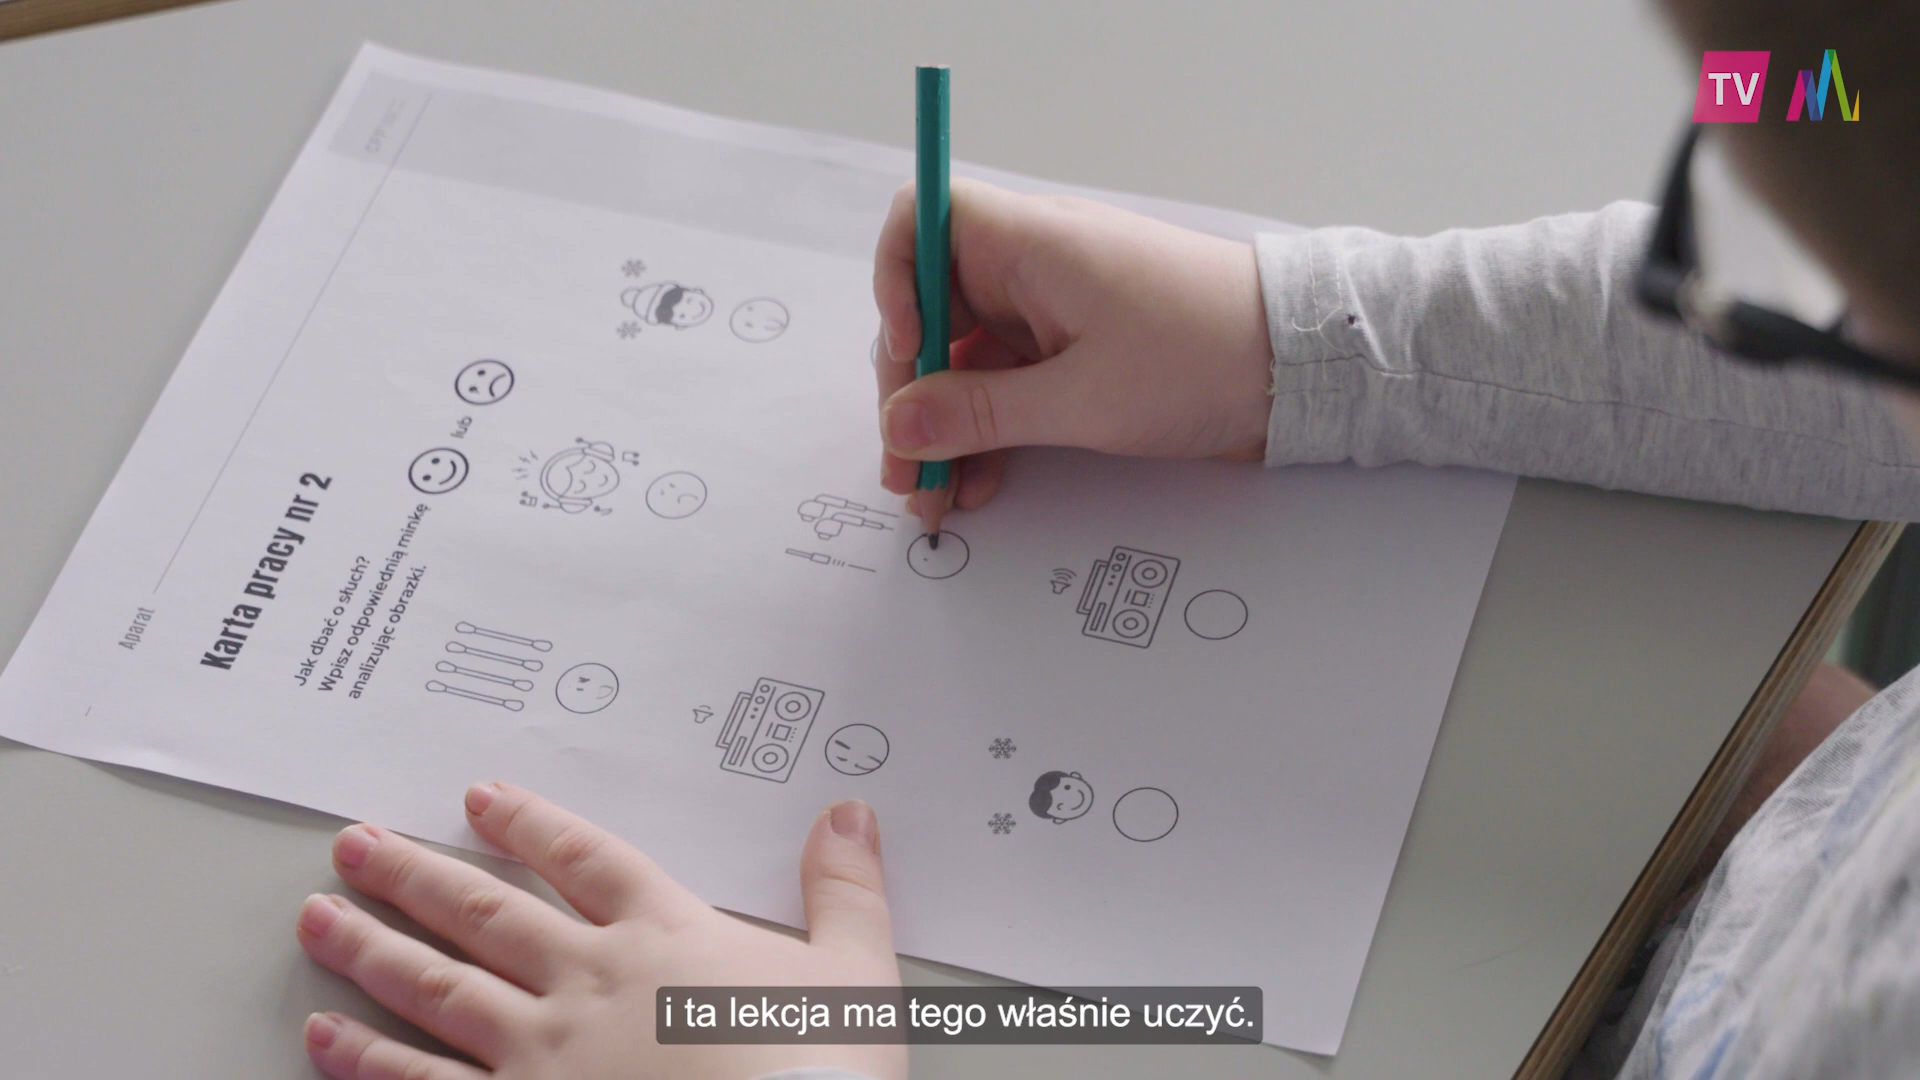 TV
Aparat
Karta pracy nr 2
Jak dbać o słuch?
Wpisz odpowiednią minkę lub
analizując obrazki.
i ta lekcja ma tego właśnie uczyć.